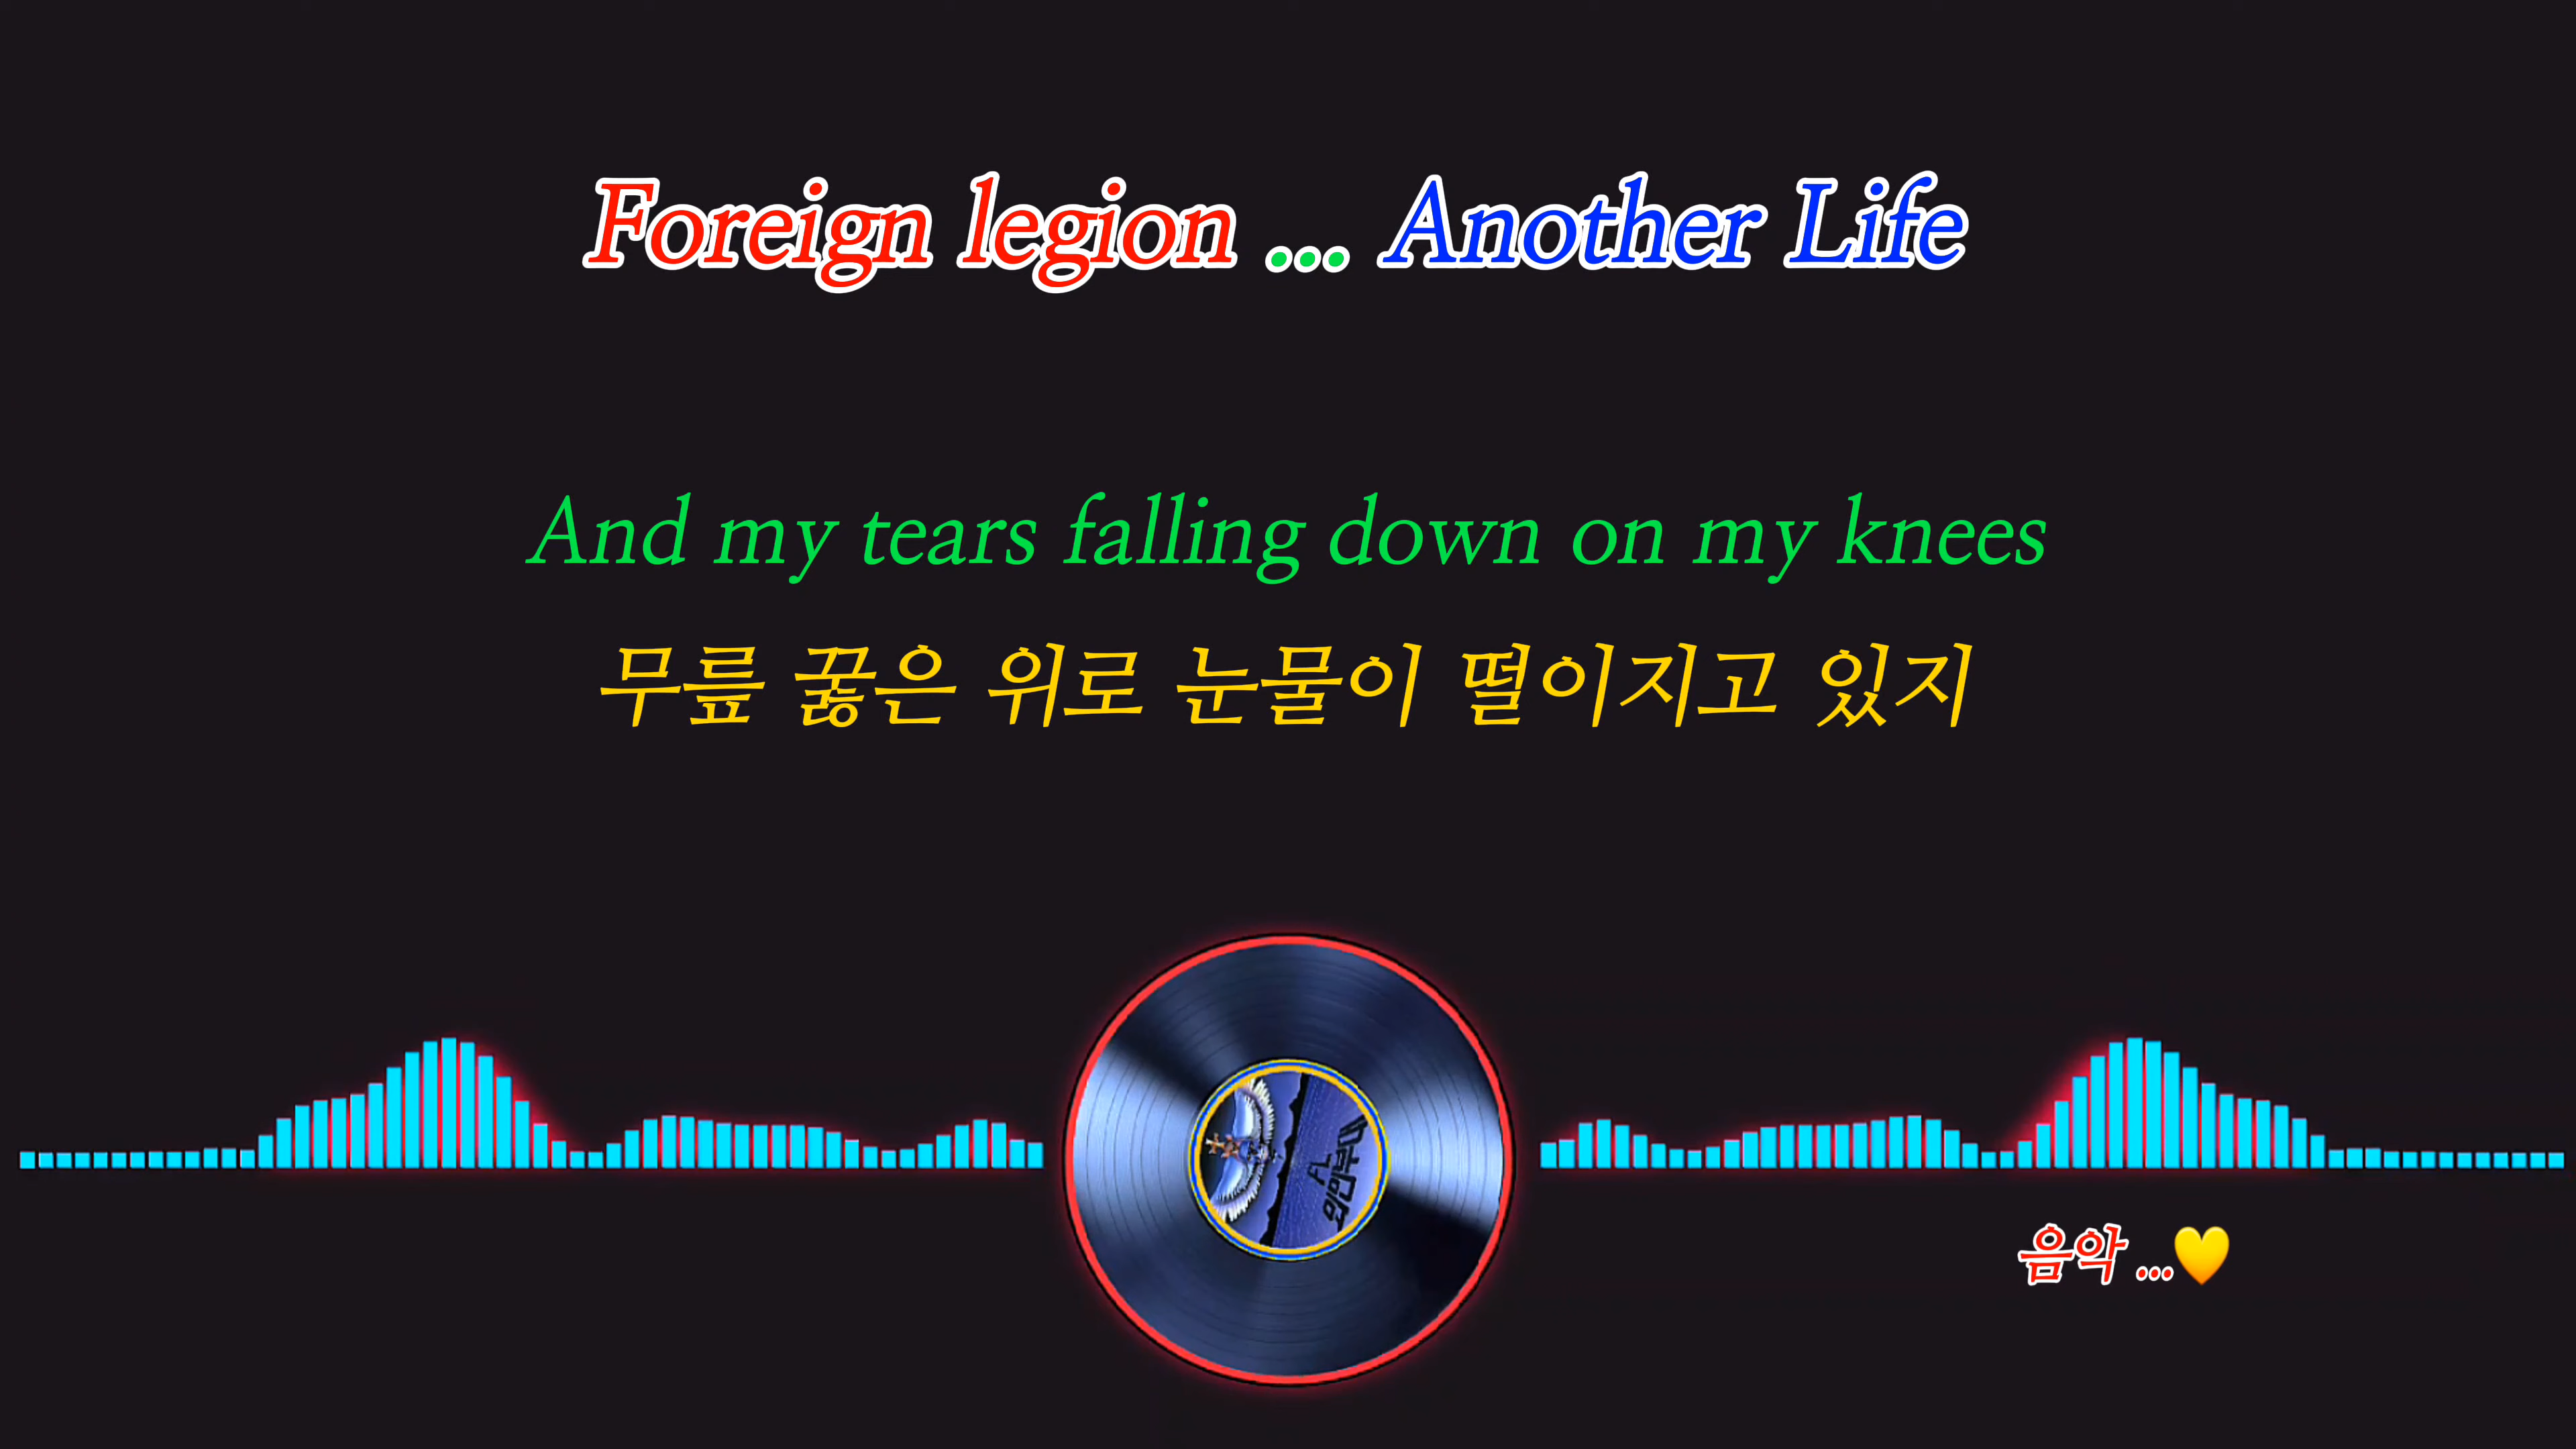 Foreign legion ... Another Life
And my tears falling down on my knees
무릎 꿇은 위로 눈물이 떨이지고 있지
음악 ...💛